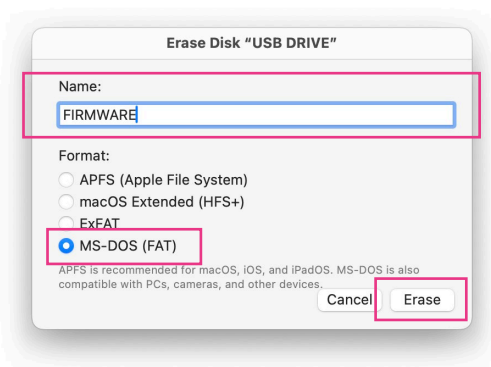 Erase Disk “USB DRIVE”
Name:
FIRMWARE
Format:
APFS (Apple File System)
macOS Extended (HFS+)
ExFAT
MS-DOS (FAT)
APFS is recommended for macOS, iOS, and iPadOS. MS-DOS is also
compatible with PCs, cameras, and other devices.
Cancel
Erase